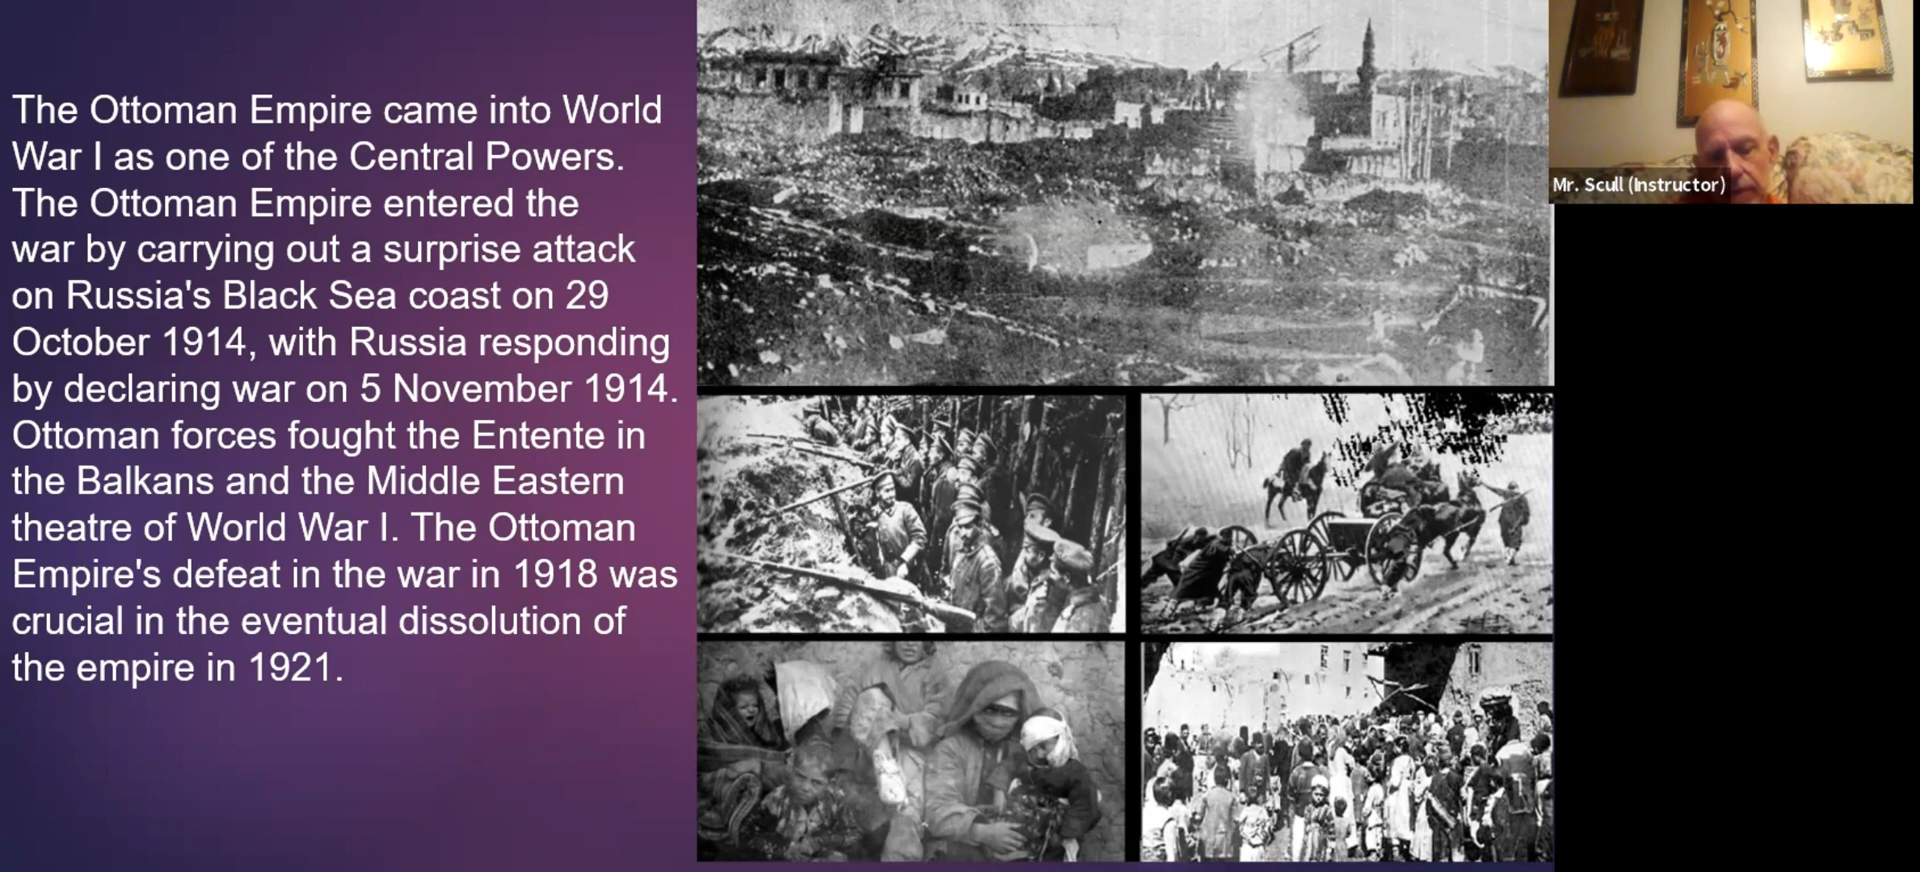 The Ottoman Empire came into World
War I as one of the Central Powers.
The Ottoman Empire entered the
war by carrying out a surprise attack
on Russia's Black Sea coast on 29
October 1914, with Russia responding
by declaring war on 5 November 1914.
Ottoman forces fought the Entente in
the Balkans and the Middle Eastern
theatre of World War I. The Ottoman
Empire's defeat in the war in 1918 was
crucial in the eventual dissolution of
the empire in 1921.
Mr. Scull (Instructor)